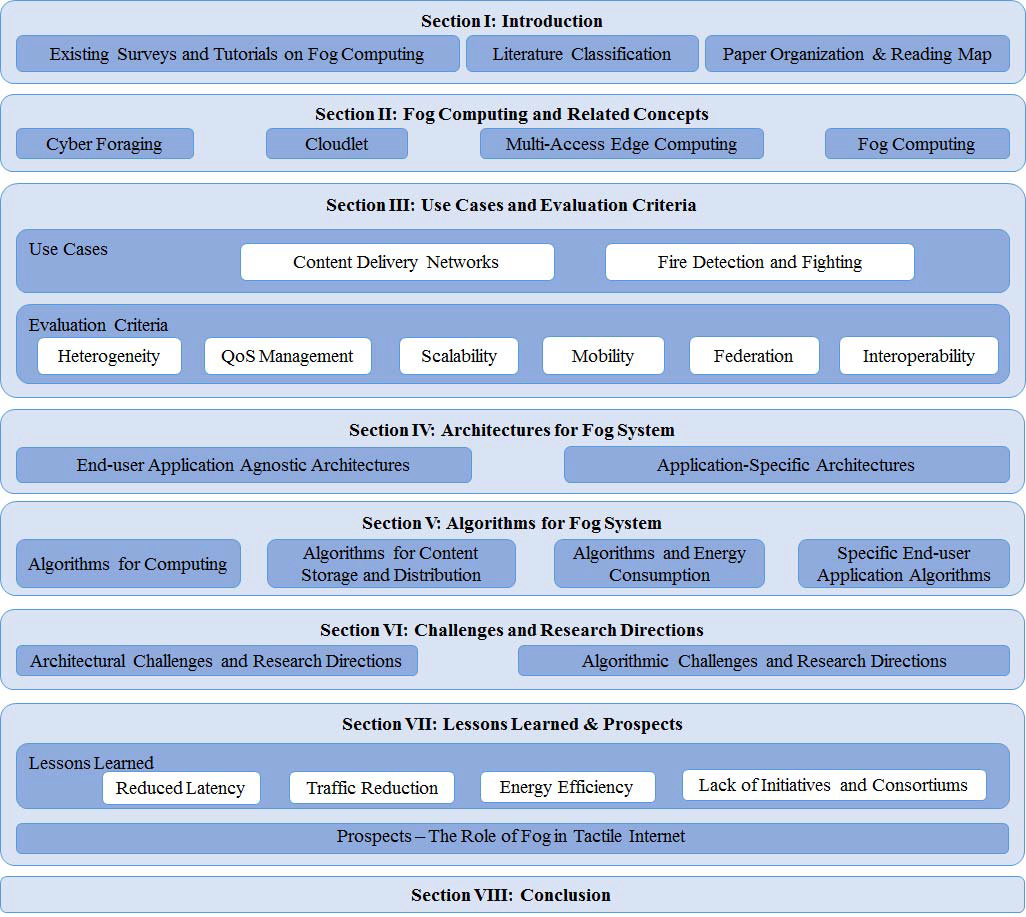 Section I: Introduction
Existing Surveys and Tutorials on Fog Computing
Literature Classification
Paper Organization & Reading Map
Section II: Fog Computing and Related Concepts
Cyber Foraging
Cloudlet
Multi-Access Edge Computing
Fog Computing
Section III: Use Cases and Evaluation Criteria
Use Cases
Content Delivery Networks
Fire Detection and Fighting
Evaluation Criteria
Heterogeneity
QoS Management
Scalability
Mobility
Federation
Interoperability
Section IV: Architectures for Fog System
End-user Application Agnostic Architectures
Application-Specific Architectures
Section V: Algorithms for Fog System
Algorithms for Computing
Algorithms for Content
Storage and Distribution
Algorithms and Energy
Consumption
Specific End-user
Application Algorithms
Section VI: Challenges and Research Directions
Architectural Challenges and Research Directions
Algorithmic Challenges and Research Directions
Section VII: Lessons Learned & Prospects
Lessons Learned
Reduced Latency
Traffic Reduction
Energy Efficiency
Lack of Initiatives and Consortiums
Prospects – The Role of Fog in Tactile Internet
Section VIII: Conclusion